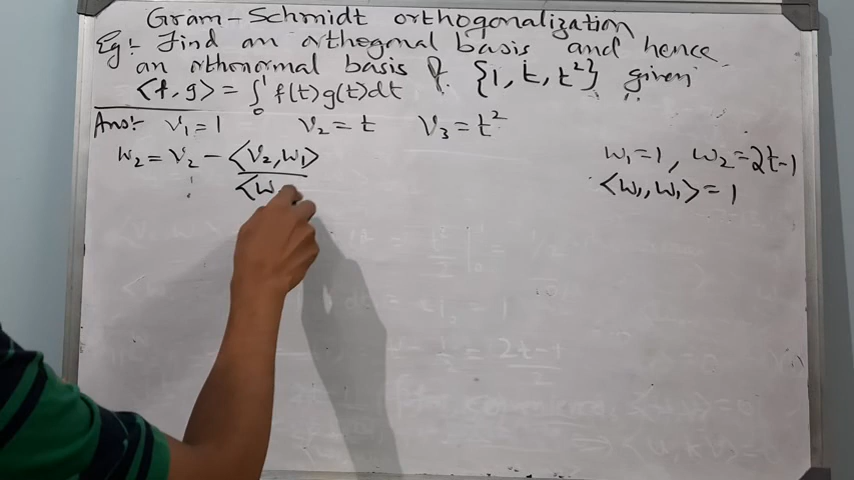 Gram-Schmidt orthogonalization
Eg:- Find an orthogonal basis and hence
an orthonormal basis of {1, t, t²} given
<f, g> = ∫₀¹ f(t)g(t)dt
Ans:- v₁=1 v₂=t v₃=t²
w₂ = v₂ - <v₂,w₁>
<w
w₁=1, w₂=2t-1
<w₁,w₁>=1